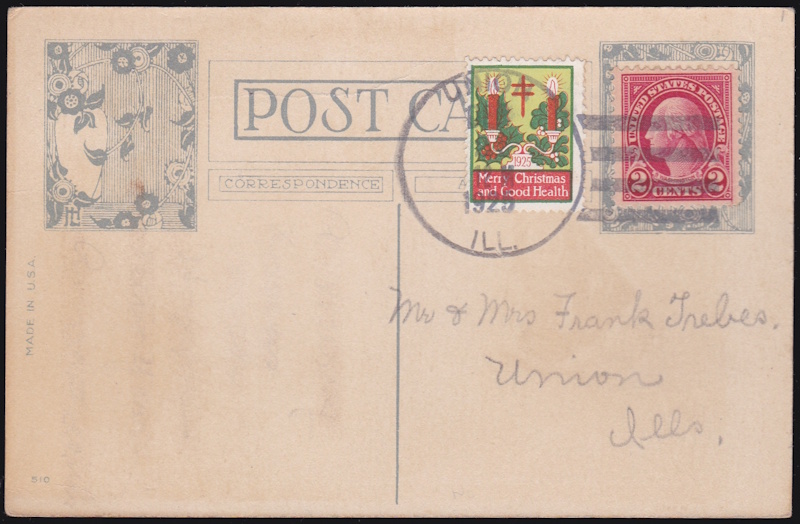 POST CA
CORRESPONDENCE
A
1925
Merry Christmas
and Good Health
UNITED STATES POSTAGE
2 CENTS 2
1925
ILL.
MADE IN U.S.A.
Mr & Mrs Frank Trebes.
Union
Ills.
510